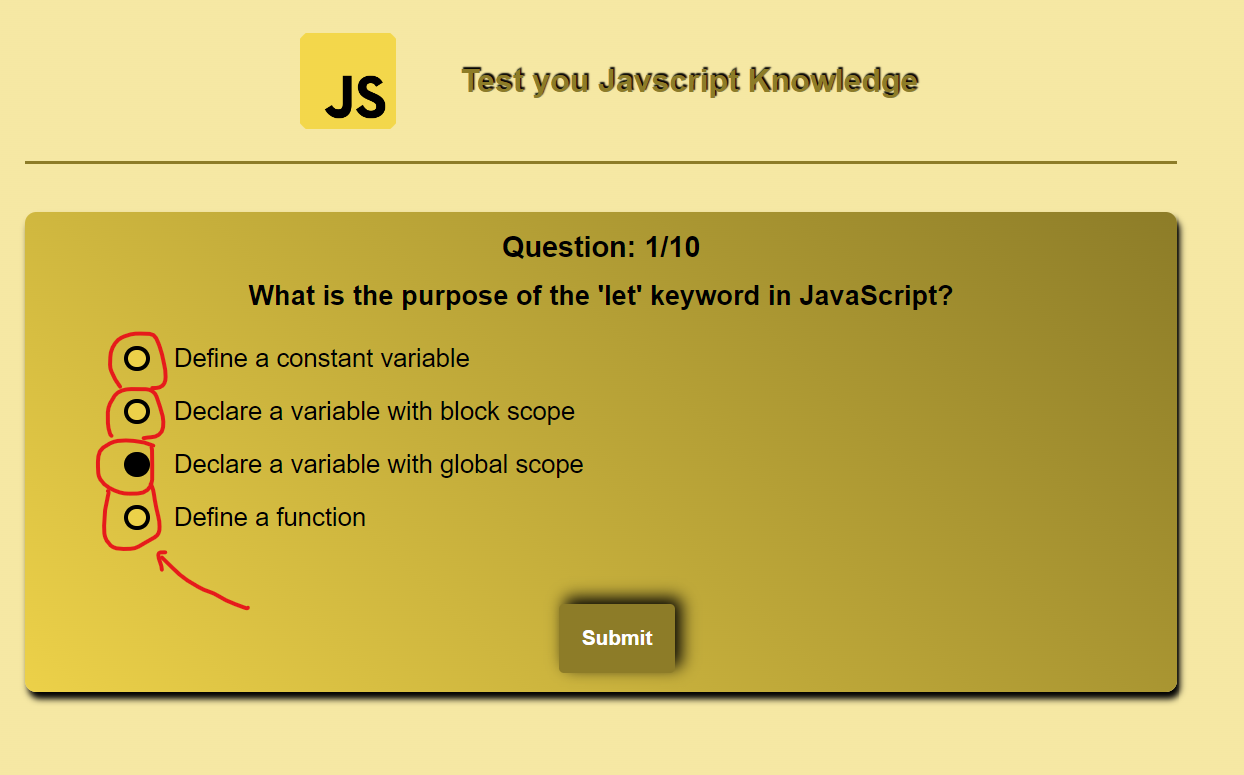 JS
Test you Javscript Knowledge
Question: 1/10
What is the purpose of the 'let' keyword in JavaScript?
Define a constant variable
Declare a variable with block scope
Declare a variable with global scope
Define a function
Submit